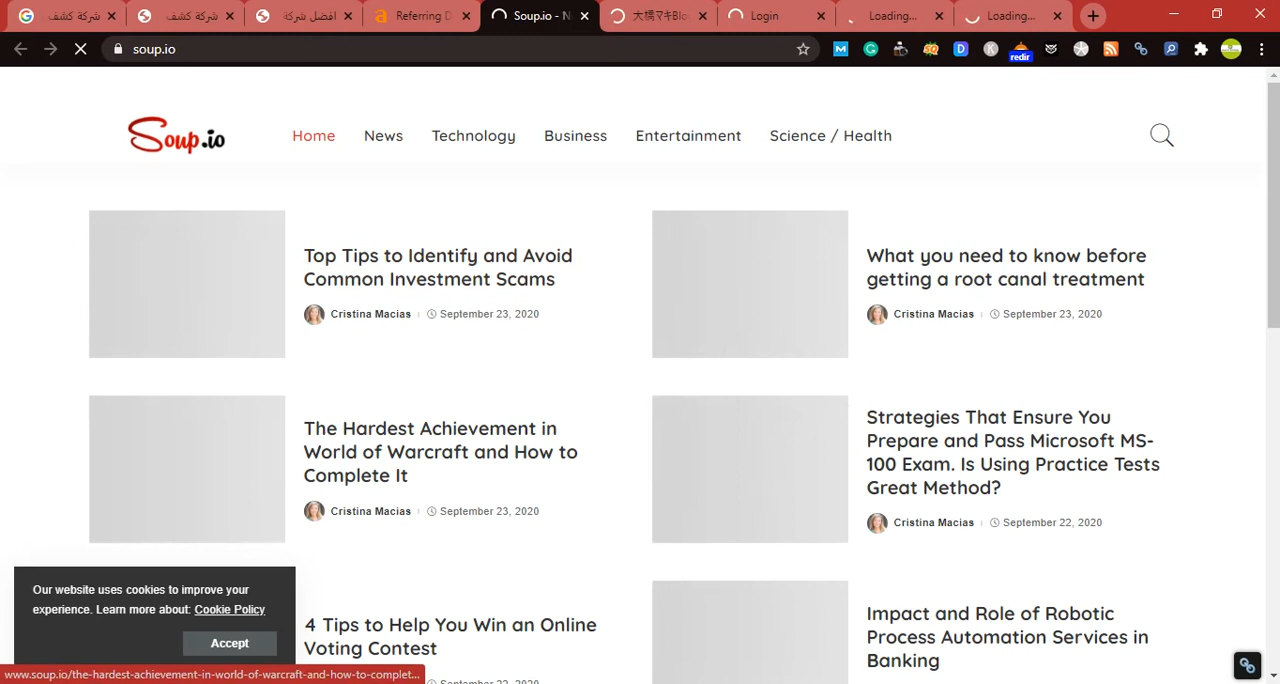 شركة كشف
شركة كشف
افضل شركة
Referring D
Soup.io - N
大橋マキBlo
Login
Loading...
Loading...
soup.io
redir
Soup.io
Home
News
Technology
Business
Entertainment
Science / Health
Top Tips to Identify and Avoid
Common Investment Scams
Cristina Macias
September 23, 2020
What you need to know before
getting a root canal treatment
Cristina Macias
September 23, 2020
The Hardest Achievement in
World of Warcraft and How to
Complete It
Cristina Macias
September 23, 2020
Strategies That Ensure You
Prepare and Pass Microsoft MS-
100 Exam. Is Using Practice Tests
Great Method?
Cristina Macias
September 22, 2020
Our website uses cookies to improve your
experience. Learn more about: Cookie Policy
Accept
4 Tips to Help You Win an Online
Voting Contest
Impact and Role of Robotic
Process Automation Services in
Banking
www.soup.io/the-hardest-achievement-in-world-of-warcraft-and-how-to-complet...